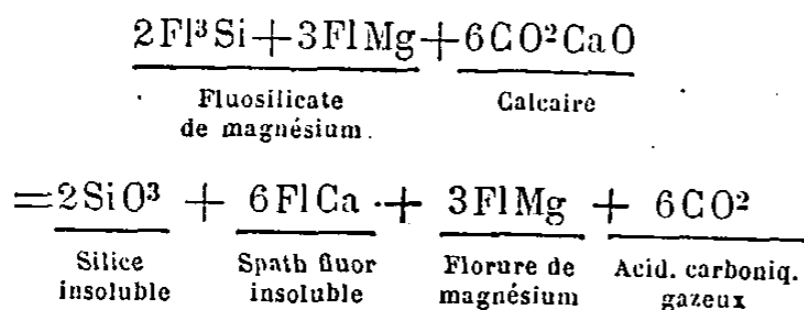 2Fl³Si+3FlMg+6CO²CaO
Fluosilicate
de magnésium.
Calcaire
=2SiO³ + 6FlCa + 3FlMg + 6CO²
Silice
insoluble
Spath fluor
insoluble
Florure de
magnésium
Acid. carboniq.
gazeux